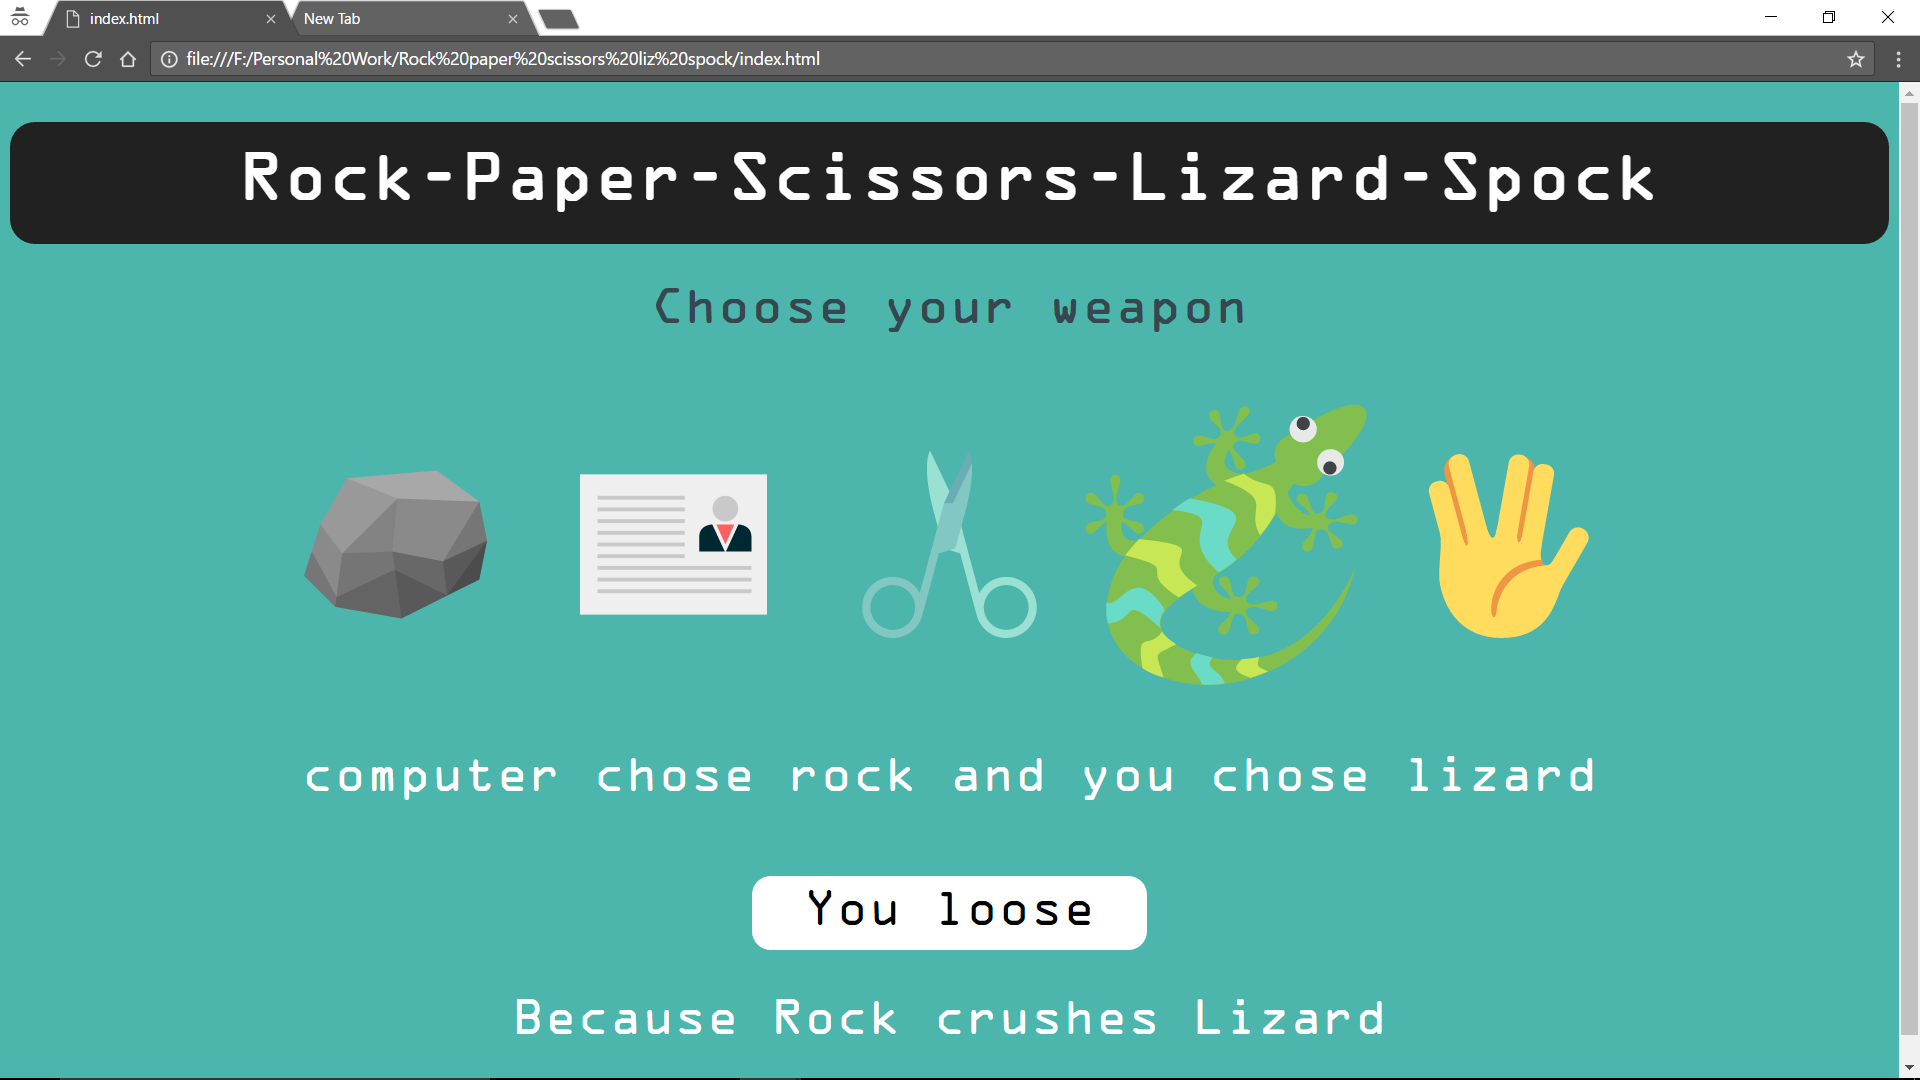 index.html
New Tab
file:///F:/Personal%20Work/Rock%20paper%20scissors%20liz%20spock/index.html
Rock-Paper-Scissors-Lizard-Spock
Choose your weapon
computer chose rock and you chose lizard
You loose
Because Rock crushes Lizard